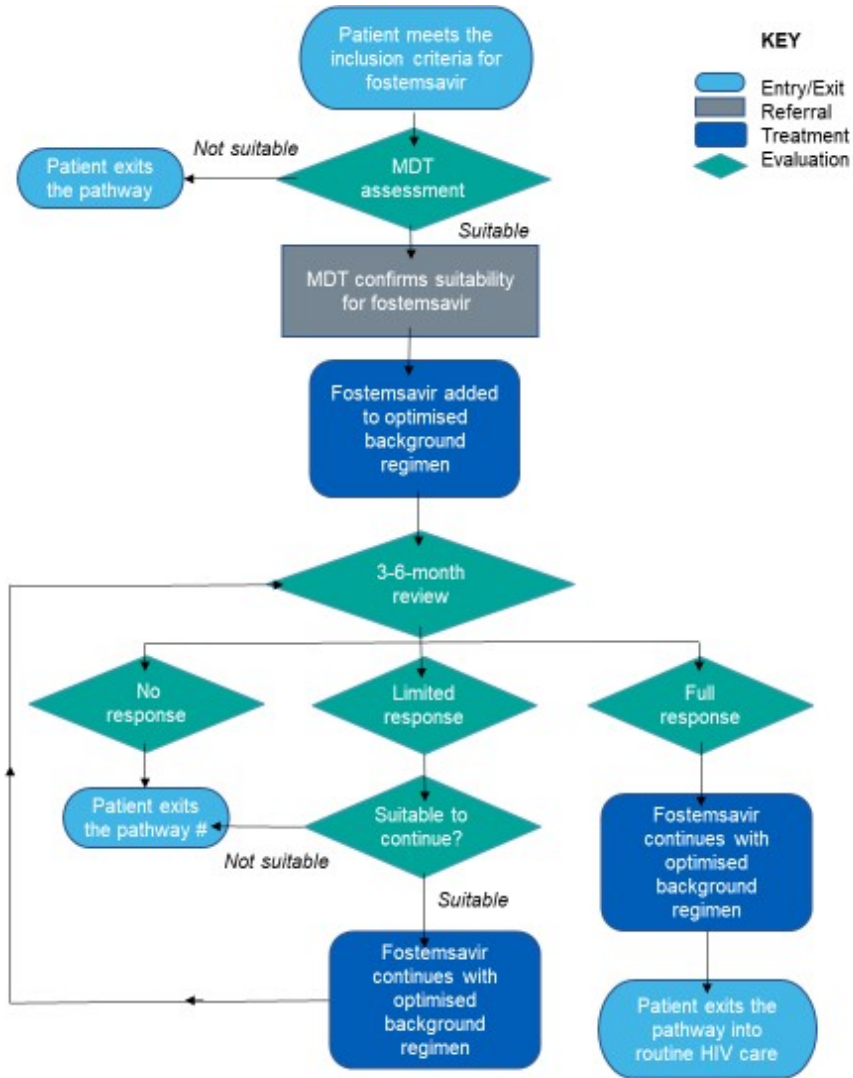 Patient meets the
inclusion criteria for
fostemsavir
KEY
Entry/Exit
Referral
Treatment
Evaluation
Not suitable
Patient exits
the pathway
MDT
assessment
Suitable
MDT confirms suitability
for fostemsavir
Fostemsavir added
to optimised
background
regimen
3-6-month
review
No
response
Limited
response
Full
response
Patient exits
the pathway #
Suitable to
continue?
Not suitable
Suitable
Fostemsavir
continues with
optimised
background
regimen
Fostemsavir
continues with
optimised
background
regimen
Patient exits the
pathway into
routine HIV care